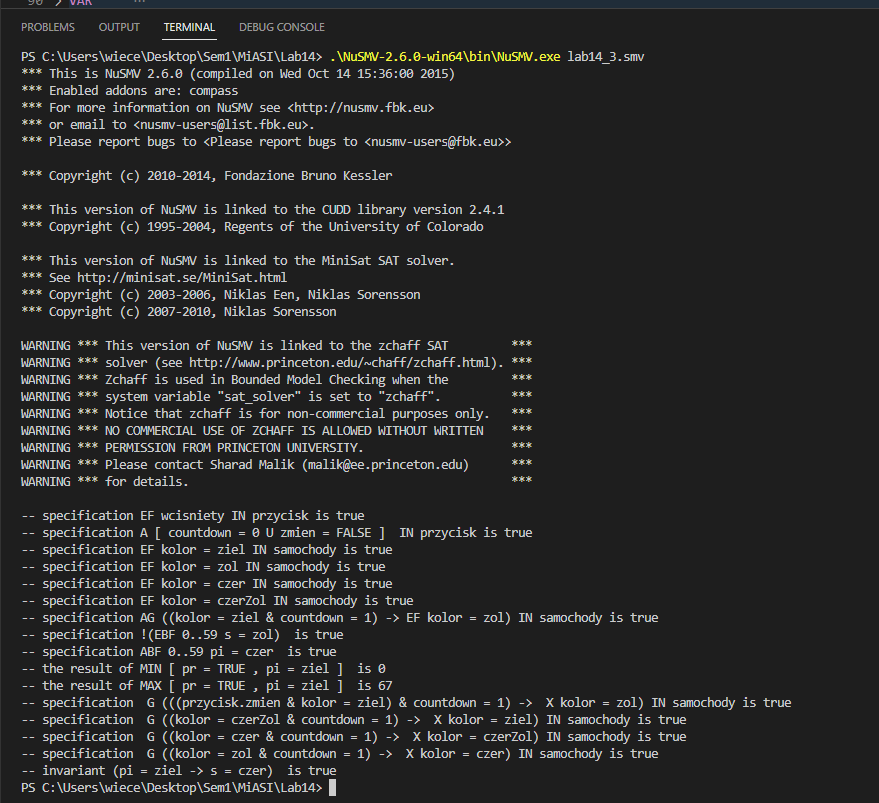 90 > VAR ...
PROBLEMS OUTPUT TERMINAL DEBUG CONSOLE
PS C:\Users\wiece\Desktop\Sem1\MiASI\Lab14> .\NuSMV-2.6.0-win64\bin\NuSMV.exe lab14_3.smv
*** This is NuSMV 2.6.0 (compiled on Wed Oct 14 15:36:00 2015)
*** Enabled addons are: compass
*** For more information on NuSMV see <http://nusmv.fbk.eu>
*** or email to <nusmv-users@list.fbk.eu>.
*** Please report bugs to <Please report bugs to <nusmv-users@fbk.eu>>
*** Copyright (c) 2010-2014, Fondazione Bruno Kessler
*** This version of NuSMV is linked to the CUDD library version 2.4.1
*** Copyright (c) 1995-2004, Regents of the University of Colorado
*** This version of NuSMV is linked to the MiniSat SAT solver.
*** See http://minisat.se/MiniSat.html
*** Copyright (c) 2003-2006, Niklas Een, Niklas Sorensson
*** Copyright (c) 2007-2010, Niklas Sorensson
WARNING *** This version of NuSMV is linked to the zchaff SAT ***
WARNING *** solver (see http://www.princeton.edu/~chaff/zchaff.html). ***
WARNING *** Zchaff is used in Bounded Model Checking when the ***
WARNING *** system variable "sat_solver" is set to "zchaff". ***
WARNING *** Notice that zchaff is for non-commercial purposes only. ***
WARNING *** NO COMMERCIAL USE OF ZCHAFF IS ALLOWED WITHOUT WRITTEN ***
WARNING *** PERMISSION FROM PRINCETON UNIVERSITY. ***
WARNING *** Please contact Sharad Malik (malik@ee.princeton.edu) ***
WARNING *** for details. ***
-- specification EF wcisniety IN przycisk is true
-- specification A [ countdown = 0 U zmien = FALSE ] IN przycisk is true
-- specification EF kolor = ziel IN samochody is true
-- specification EF kolor = zol IN samochody is true
-- specification EF kolor = czer IN samochody is true
-- specification EF kolor = czerZol IN samochody is true
-- specification AG ((kolor = ziel & countdown = 1) -> EF kolor = zol) IN samochody is true
-- specification !(EBF 0..59 s = zol) is true
-- specification ABF 0..59 pi = czer is true
-- the result of MIN [ pr = TRUE , pi = ziel ] is 0
-- the result of MAX [ pr = TRUE , pi = ziel ] is 67
-- specification G (((przycisk.zmien & kolor = ziel) & countdown = 1) -> X kolor = zol) IN samochody is true
-- specification G ((kolor = czerZol & countdown = 1) -> X kolor = ziel) IN samochody is true
-- specification G ((kolor = czer & countdown = 1) -> X kolor = czerZol) IN samochody is true
-- specification G ((kolor = zol & countdown = 1) -> X kolor = czer) IN samochody is true
-- invariant (pi = ziel -> s = czer) is true
PS C:\Users\wiece\Desktop\Sem1\MiASI\Lab14>